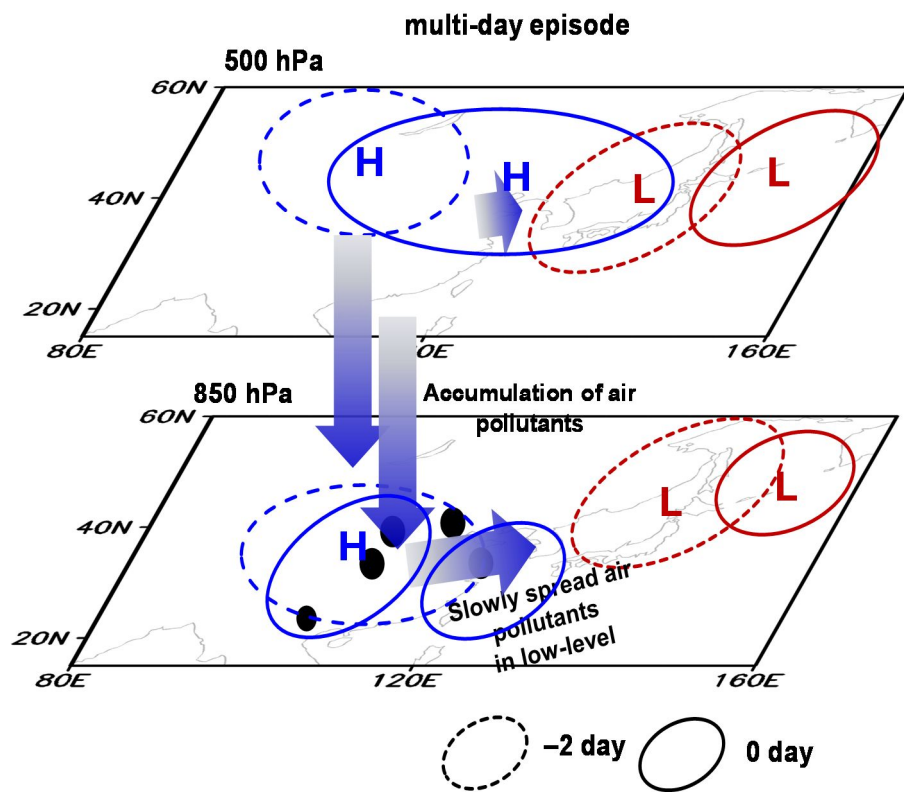 multi-day episode
500 hPa
60N
H
H
L
L
40N
20N
80E
160E
850 hPa
Accumulation of air
pollutants
60N
L
L
40N
H
Slowly spread air
pollutants
in low-level
20N
80E
120E
160E
–2 day
0 day